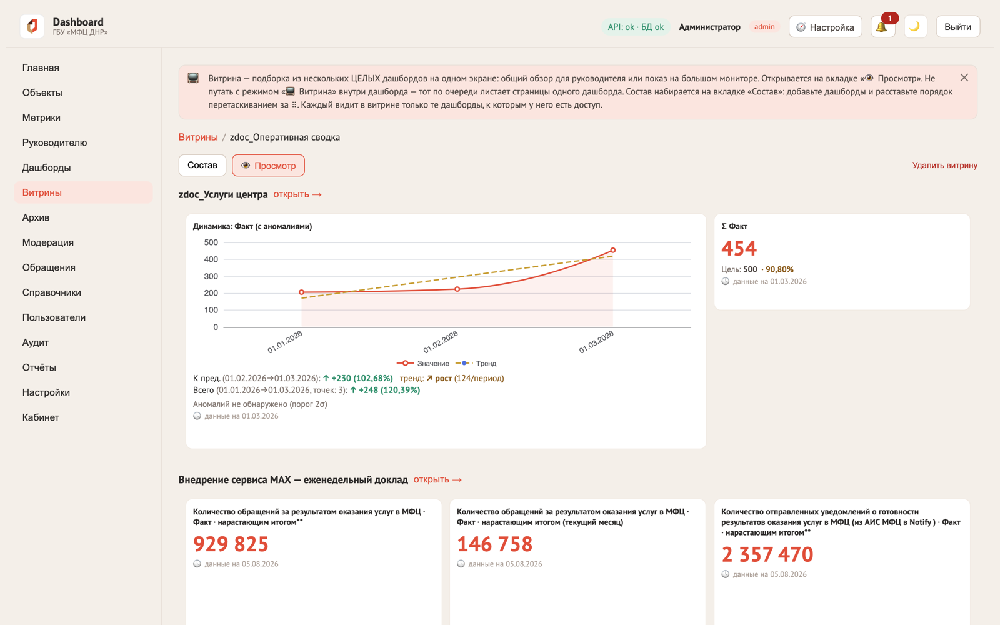 Dashboard
ГБУ «МФЦ ДНР»
API: ok · БД ok
Администратор
admin
Настройка
1
Выйти
Главная
Объекты
Метрики
Руководителю
Дашборды
Витрины
Архив
Модерация
Обращения
Справочники
Пользователи
Аудит
Отчёты
Настройки
Кабинет
Витрина — подборка из нескольких ЦЕЛЫХ дашбордов на одном экране: общий обзор для руководителя или показ на большом мониторе. Открывается на вкладке «👁 Просмотр». Не
путать с режимом «📺 Витрина» внутри дашборда — тот по очереди листает страницы одного дашборда. Состав набирается на вкладке «Состав»: добавьте дашборды и расставьте порядок
перетаскиванием за ⠿. Каждый видит в витрине только те дашборды, к которым у него есть доступ.
Витрины / zdoc_Оперативная сводка
Состав
👁 Просмотр
Удалить витрину
zdoc_Услуги центра открыть →
Динамика: Факт (с аномалиями)
500
400
300
200
100
0
01.01.2026
01.02.2026
01.03.2026
Значение
Тренд
К пред. (01.02.2026→01.03.2026): ↑ +230 (102,68%) тренд: ↗ рост (124/период)
Всего (01.01.2026→01.03.2026, точек: 3): ↑ +248 (120,39%)
Аномалий не обнаружено (порог 2σ)
данные на 01.03.2026
Σ Факт
454
Цель: 500 · 90,80%
данные на 01.03.2026
Внедрение сервиса MAX — еженедельный доклад открыть →
Количество обращений за результатом оказания услуг в МФЦ ·
Факт · нарастающим итогом**
929 825
данные на 05.08.2026
Количество обращений за результатом оказания услуг в МФЦ ·
Факт · нарастающим итогом (текущий месяц)
146 758
данные на 05.08.2026
Количество отправленных уведомлений о готовности
результатов оказания услуг в МФЦ (из АИС МФЦ в Notify ) · Факт
· нарастающим итогом**
2 357 470
данные на 05.08.2026